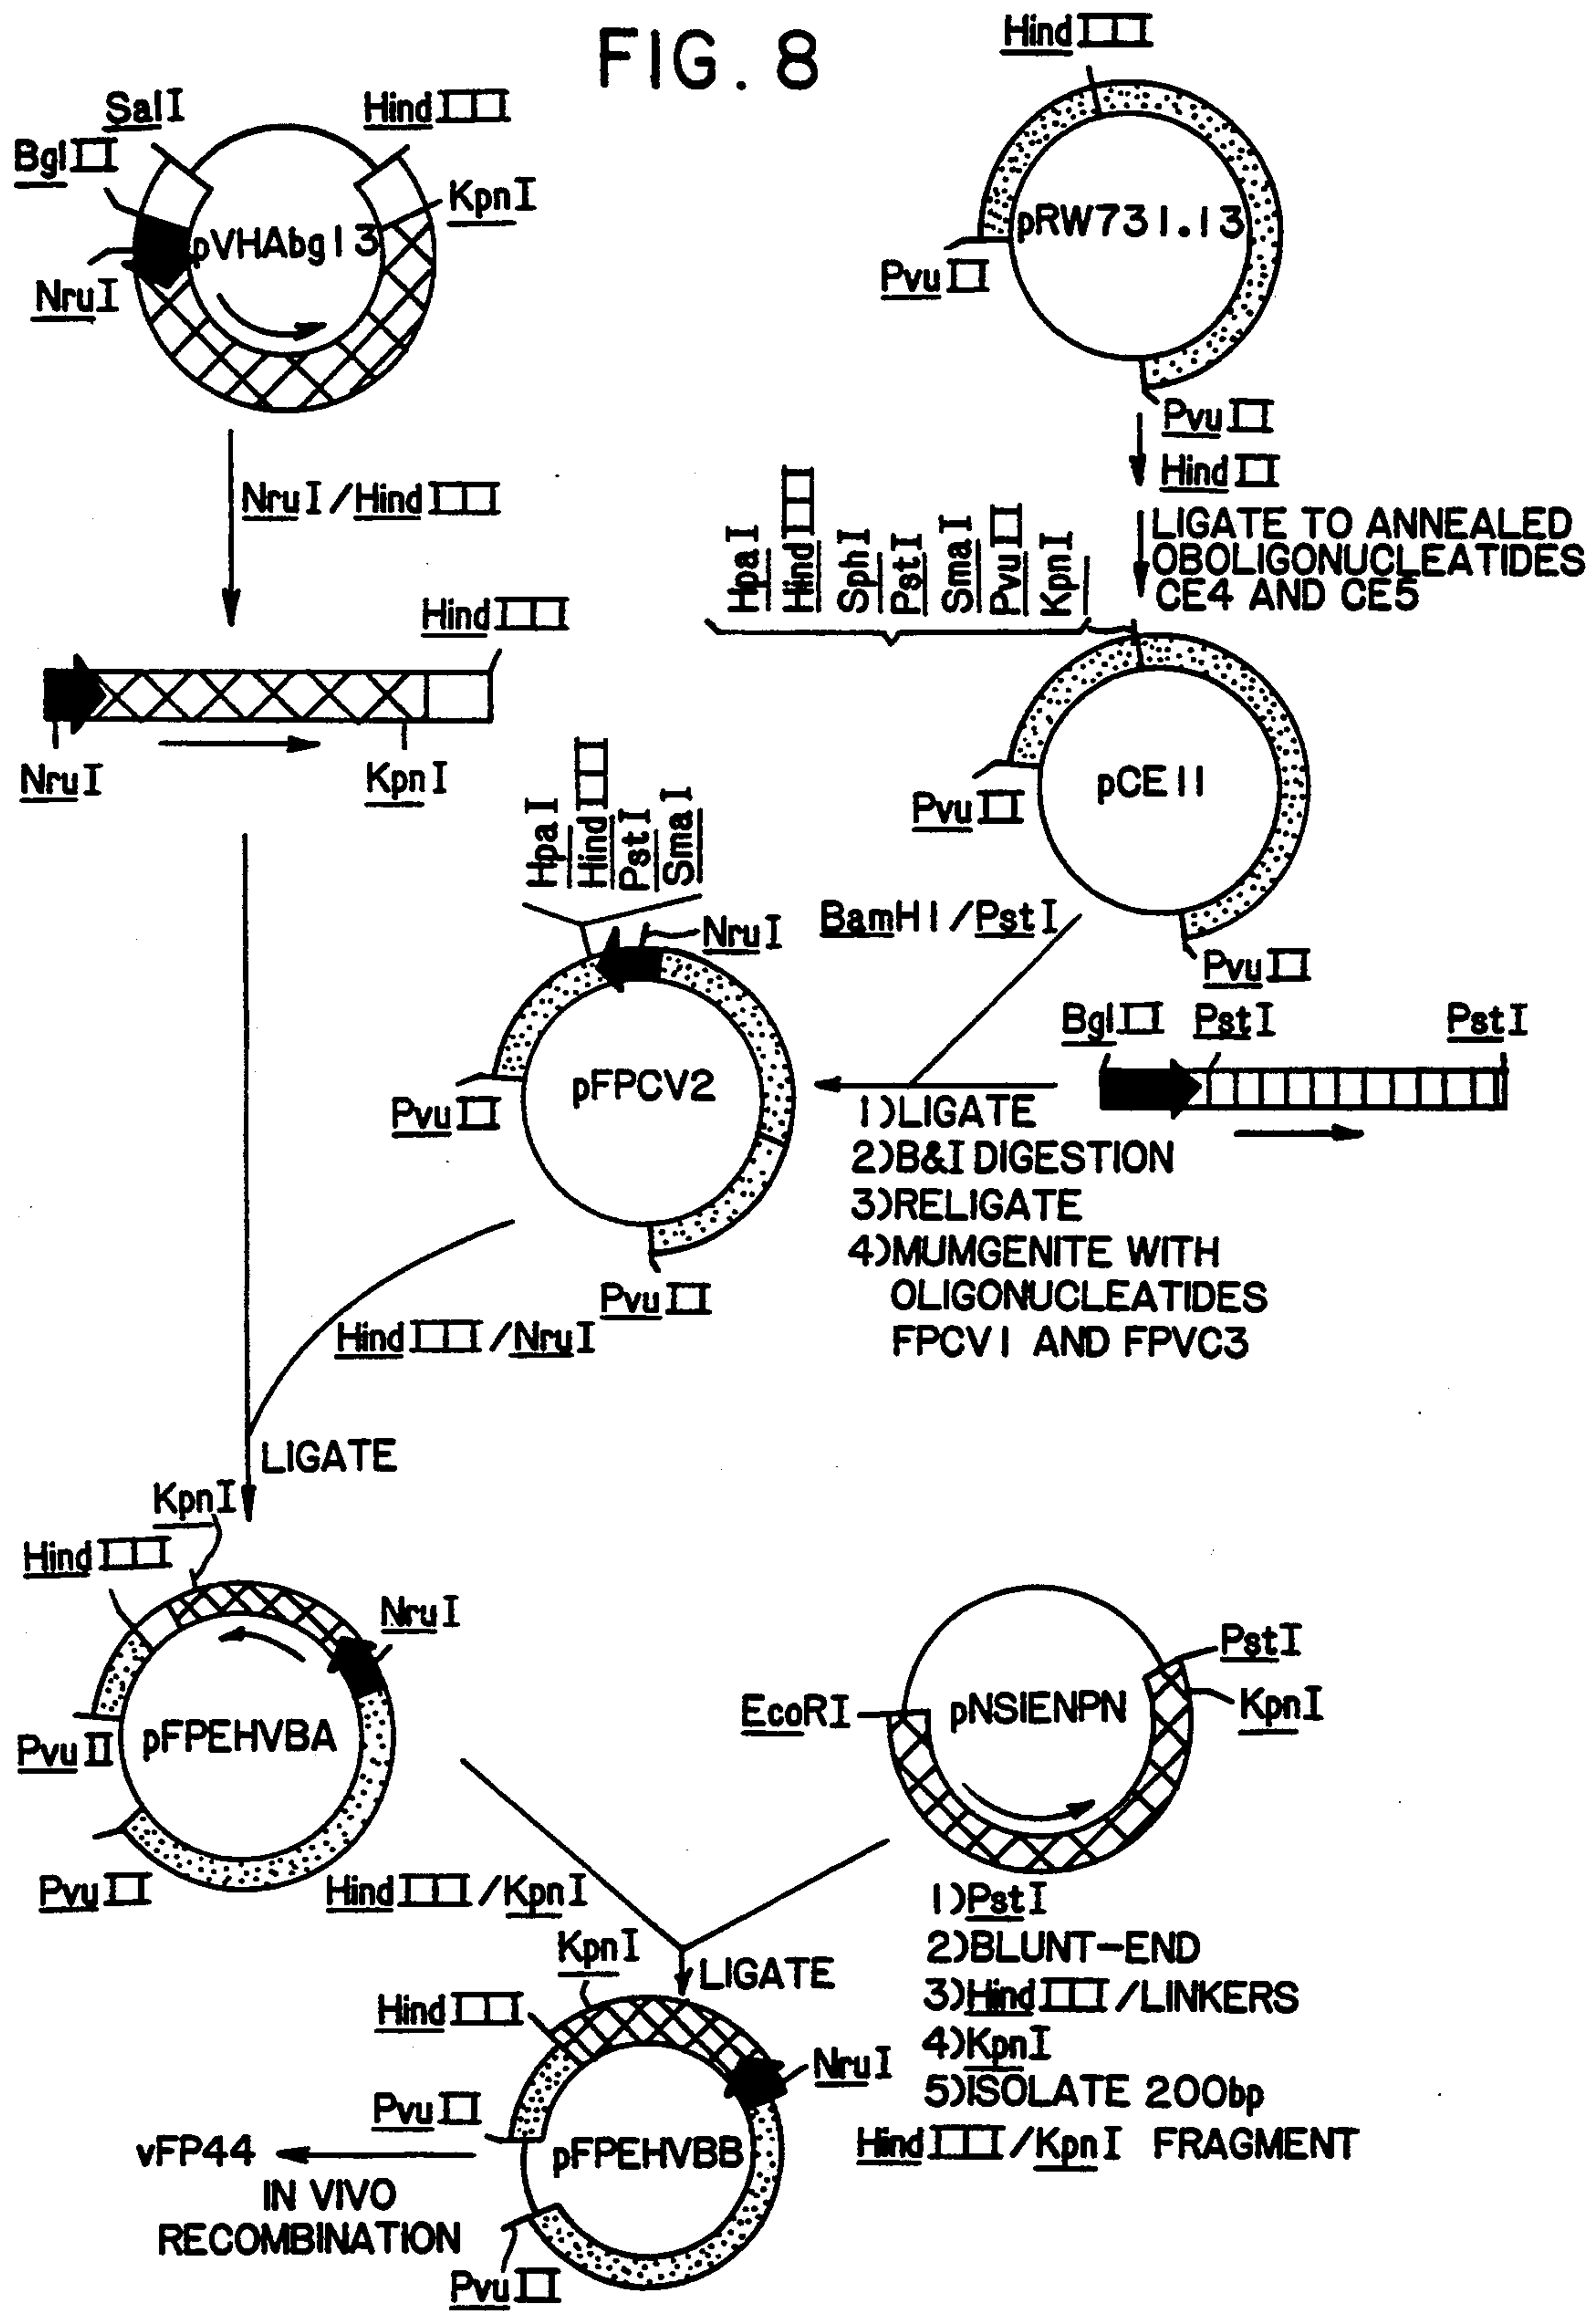 FIG. 8
SalI
HindIII
BglII
KpnI
pVHAbg13
NruI
NruI/HindIII
HindIII
NruI
KpnI
HindIII
pRW731.13
PvuII
PvuII
HindII
LIGATE TO ANNEALED
OBOLIGONUCLEATIDES
CE4 AND CE5
HpaI
HindIII
SphI
PstI
SmaI
PvuII
KpnI
pCE11
PvuII
PvuII
BamHI/PstI
BglII
PstI
PstI
1)LIGATE
2)B&I DIGESTION
3)RELIGATE
4)MUMGENITE WITH
OLIGONUCLEATIDES
FPCV1 AND FPVC3
HpaI
HindIII
PstI
SmaI
NruI
pFPCV2
PvuII
PvuII
HindIII/NruI
LIGATE
KpnI
HindIII
NruI
pFPEHVBA
PvuII
PvuII
HindIII/KpnI
PstI
KpnI
EcoRI
pNSIENPN
1)PstI
2)BLUNT-END
3)HindIII/LINKERS
4)KpnI
5)ISOLATE 200bp
HindIII/KpnI FRAGMENT
LIGATE
KpnI
HindIII
NruI
PvuII
pFPEHVBB
PvuII
vFP44
IN VIVO
RECOMBINATION